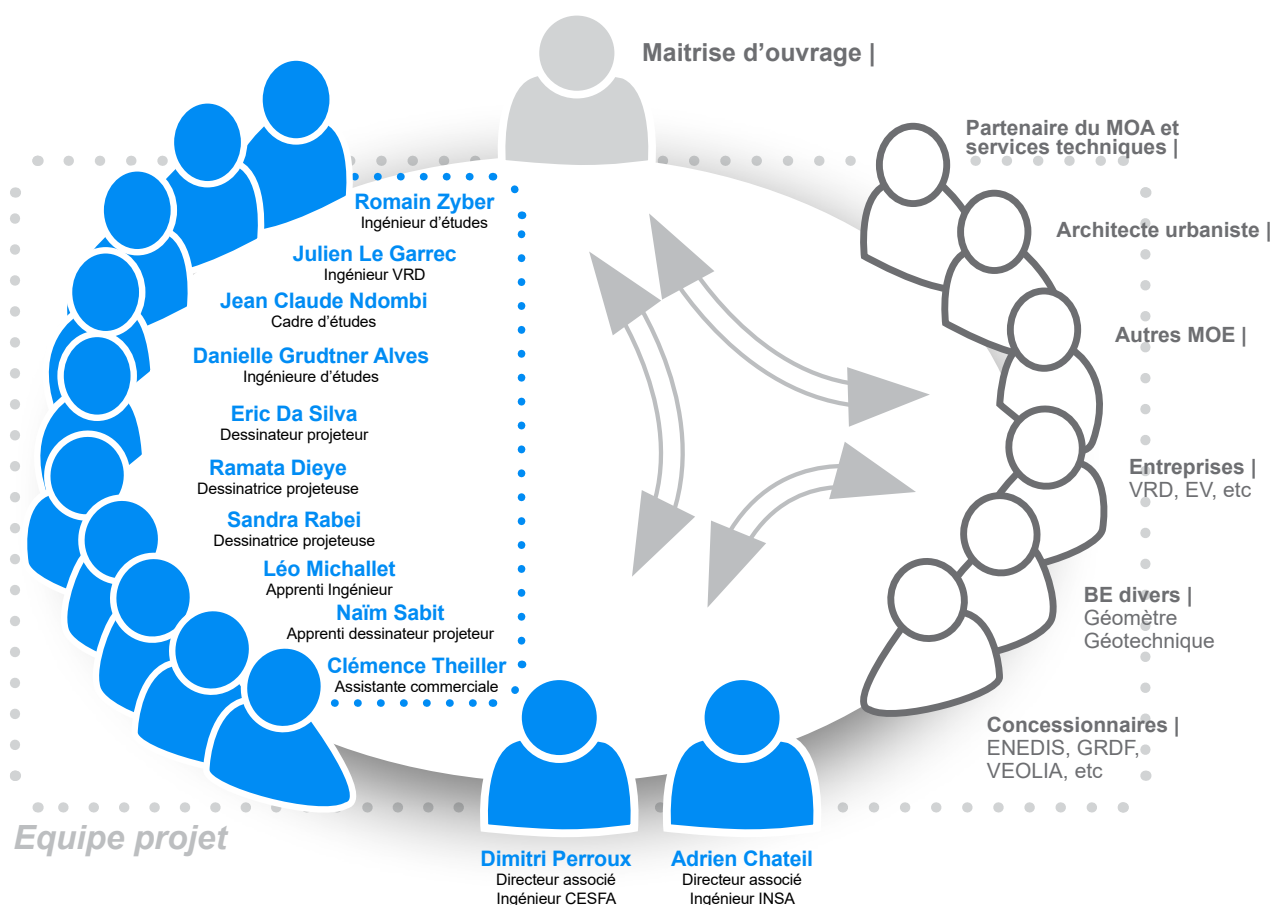 Maitrise d'ouvrage |
Partenaire du MOA et
services techniques |
Architecte urbaniste |
Autres MOE |
Entreprises |
VRD, EV, etc
BE divers |
Géomètre
Géotechnique
Concessionnaires |
ENEDIS, GRDF,
VEOLIA, etc
Romain Zyber
Ingénieur d'études
Julien Le Garrec
Ingénieur VRD
Jean Claude Ndombi
Cadre d'études
Danielle Grudtner Alves
Ingénieure d'études
Eric Da Silva
Dessinateur projeteur
Ramata Dieye
Dessinatrice projeteuse
Sandra Rabei
Dessinatrice projeteuse
Léo Michallet
Apprenti Ingénieur
Naïm Sabit
Apprenti dessinateur projeteur
Clémence Theiller
Assistante commerciale
Equipe projet
Dimitri Perroux
Directeur associé
Ingénieur CESFA
Adrien Chateil
Directeur associé
Ingénieur INSA